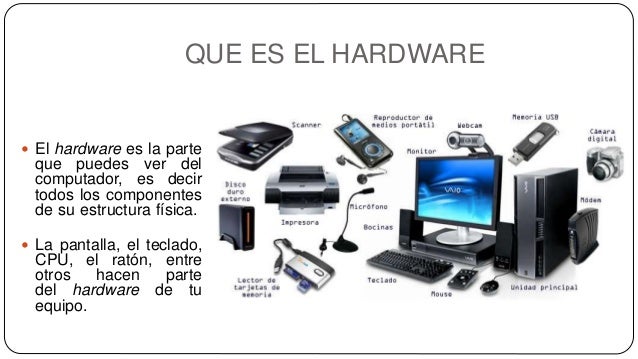 QUE ES EL HARDWARE
El hardware es la parte
que puedes ver del
computador, es decir
todos los componentes
de su estructura física.
La pantalla, el teclado,
CPU, el ratón, entre
otros hacen parte
del hardware de tu
equipo.
Scanner
Reproductor de
medios portátil
Webcam
Memoria USB
Cámara
digital
Monitor
VAIO
Disco
duro
externo
Impresora
Micrófono
Bocinas
Módem
Lector de
tarjetas de
memoria
Teclado
Mouse
Unidad principal